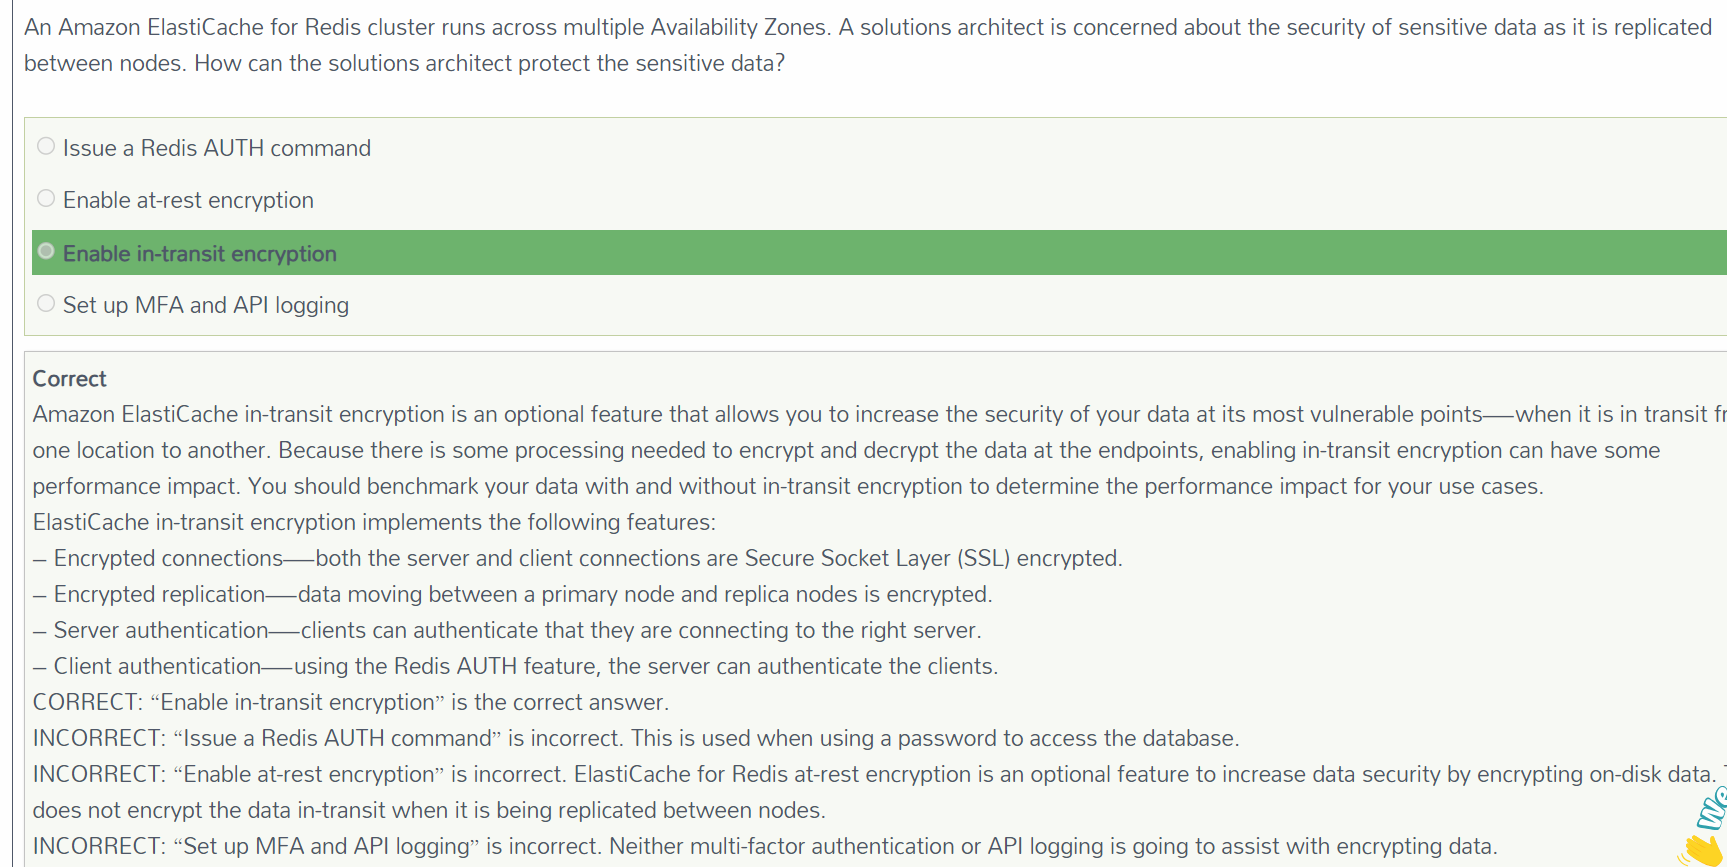 An Amazon ElastiCache for Redis cluster runs across multiple Availability Zones. A solutions architect is concerned about the security of sensitive data as it is replicated
between nodes. How can the solutions architect protect the sensitive data?
Issue a Redis AUTH command
Enable at-rest encryption
Enable in-transit encryption
Set up MFA and API logging
Correct
Amazon ElastiCache in-transit encryption is an optional feature that allows you to increase the security of your data at its most vulnerable points—–when it is in transit
one location to another. Because there is some processing needed to encrypt and decrypt the data at the endpoints, enabling in-transit encryption can have some
performance impact. You should benchmark your data with and without in-transit encryption to determine the performance impact for your use cases.
ElastiCache in-transit encryption implements the following features:
– Encrypted connections—–both the server and client connections are Secure Socket Layer (SSL) encrypted.
– Encrypted replication—–data moving between a primary node and replica nodes is encrypted.
– Server authentication—–clients can authenticate that they are connecting to the right server.
– Client authentication—–using the Redis AUTH feature, the server can authenticate the clients.
CORRECT: “Enable in-transit encryption” is the correct answer.
INCORRECT: “Issue a Redis AUTH command” is incorrect. This is used when using a password to access the database.
INCORRECT: “Enable at-rest encryption” is incorrect. ElastiCache for Redis at-rest encryption is an optional feature to increase data security by encrypting on-disk data.
does not encrypt the data in-transit when it is being replicated between nodes.
INCORRECT: “Set up MFA and API logging” is incorrect. Neither multi-factor authentication or API logging is going to assist with encrypting data.
We